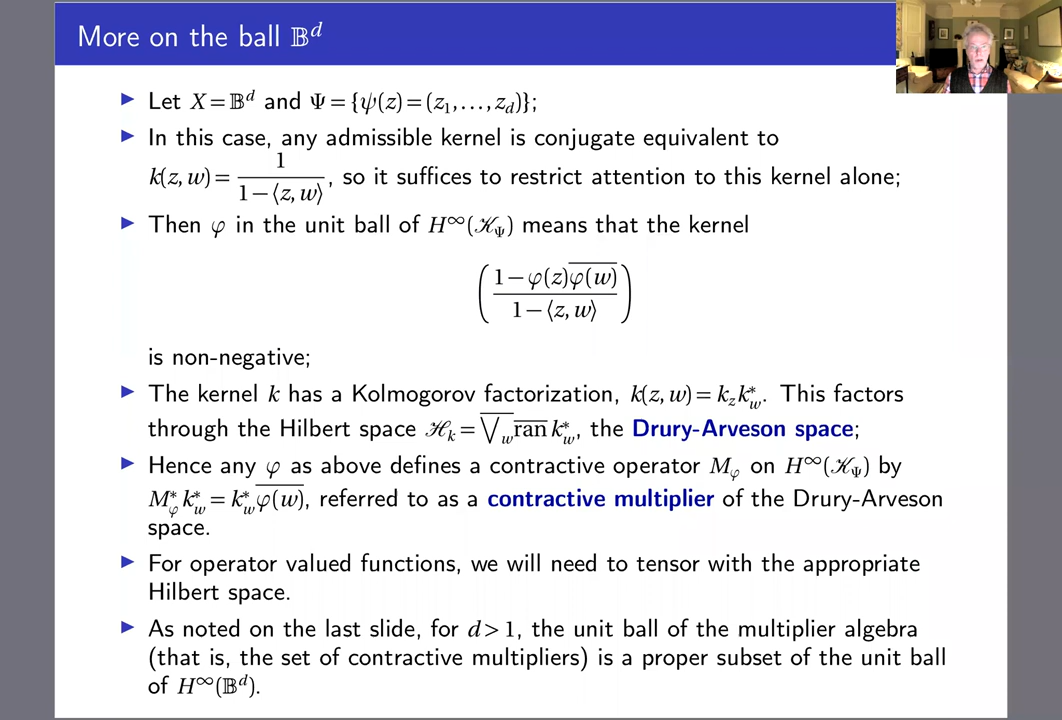 More on the ball 𝔹ᵈ
▶ Let X = 𝔹ᵈ and Ψ = {ψ(z) = (z₁,…,z_d)};
▶ In this case, any admissible kernel is conjugate equivalent to
k(z, w) = 1 / (1 − ⟨z, w⟩), so it suffices to restrict attention to this kernel alone;
▶ Then φ in the unit ball of H^∞(𝒦_Ψ) means that the kernel
( (1 − φ(z)\overline{φ(w)}) / (1 − ⟨z, w⟩) )
is non-negative;
▶ The kernel k has a Kolmogorov factorization, k(z, w) = k_z k_w^*. This factors
through the Hilbert space ℋ_k = \overline{⋁}_w \overline{ran} k_w^*, the Drury-Arveson space;
▶ Hence any φ as above defines a contractive operator M_φ on H^∞(𝒦_Ψ) by
M_φ^* k_w^* = k_w^* \overline{φ(w)}, referred to as a contractive multiplier of the Drury-Arveson
space.
▶ For operator valued functions, we will need to tensor with the appropriate
Hilbert space.
▶ As noted on the last slide, for d > 1, the unit ball of the multiplier algebra
(that is, the set of contractive multipliers) is a proper subset of the unit ball
of H^∞(𝔹ᵈ).